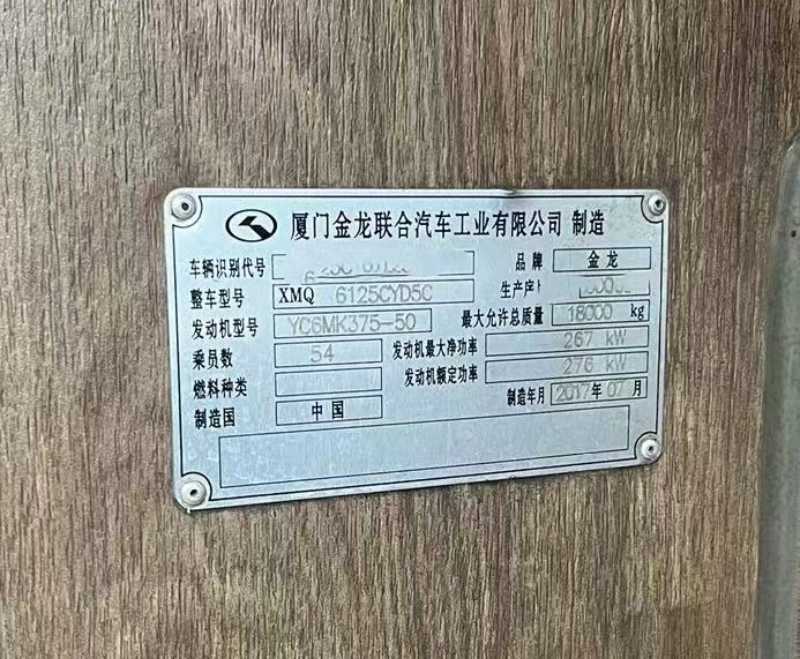 厦门金龙联合汽车工业有限公司 制造
车辆识别代号 品牌 金龙
整车型号 XMQ 6125CYD5C 生产
发动机型号 YC6MK375-50 最大允许总质量 18000 kg
乘员数 54 发动机最大净功率 267 kW
燃料种类 发动机额定功率 276 kW
制造国 中国 制造年月 2017年07月